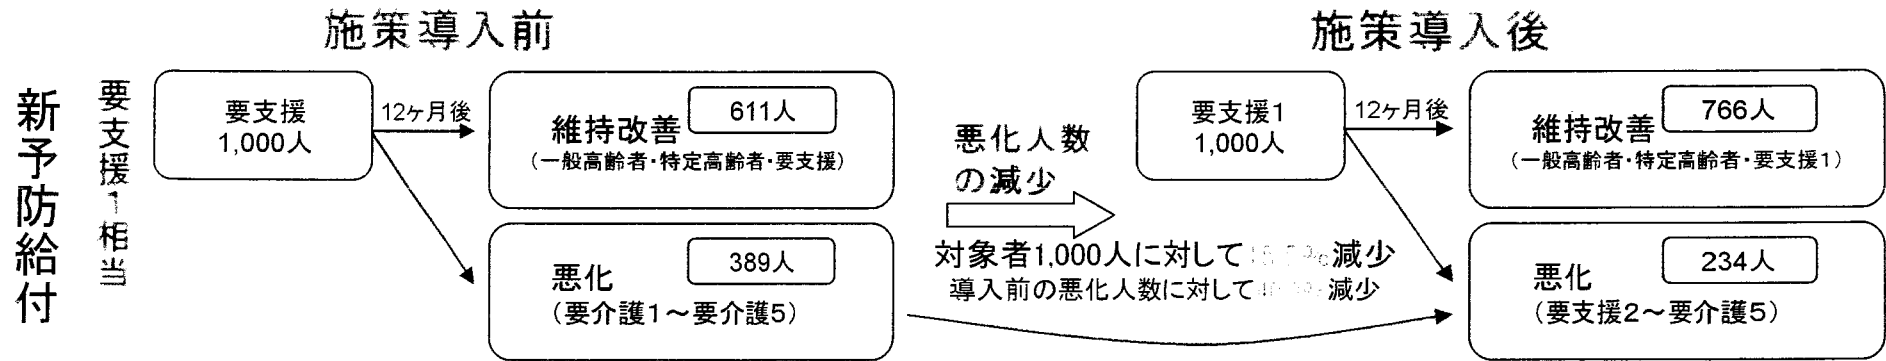 施策導入前
施策導入後
新予防給付
要支援1相当
要支援
1,000人
12ヶ月後
維持改善
611人
(一般高齢者・特定高齢者・要支援)
悪化
389人
(要介護1～要介護5)
悪化人数
の減少
対象者1,000人に対して
減少
導入前の悪化人数に対して
減少
要支援1
1,000人
12ヶ月後
維持改善
766人
(一般高齢者・特定高齢者・要支援1)
悪化
234人
(要支援2～要介護5)